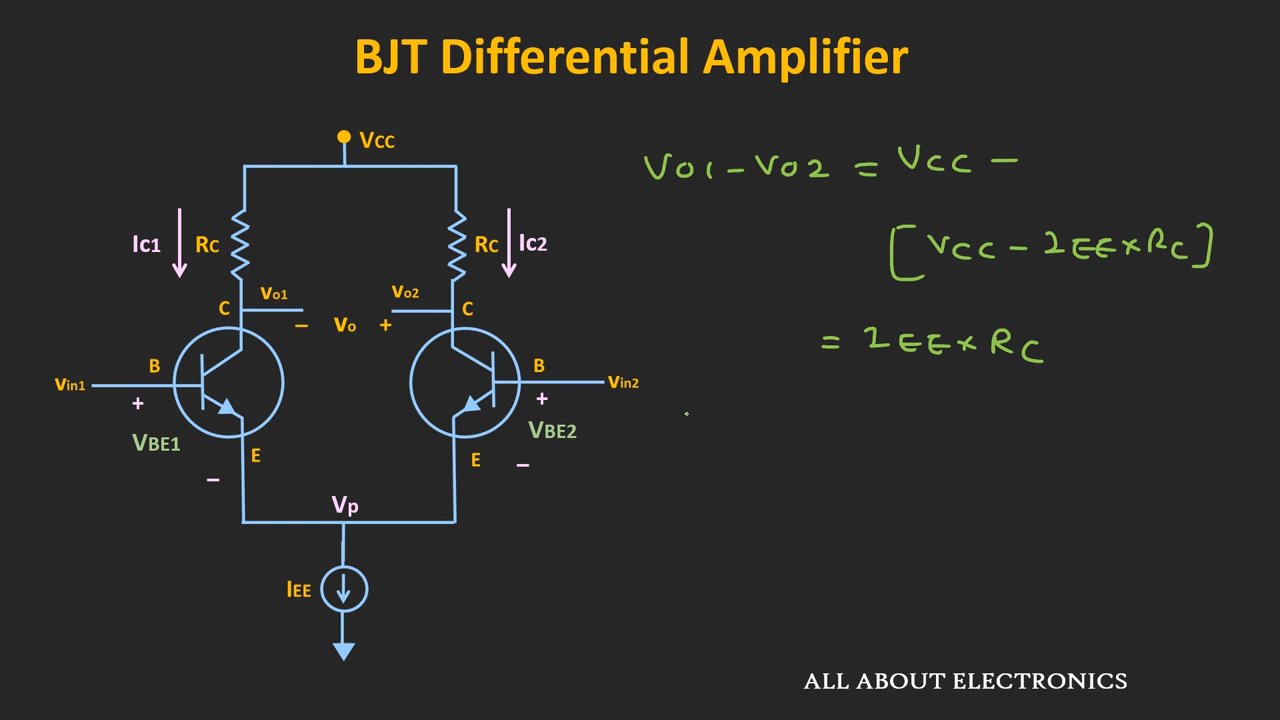 BJT Differential Amplifier
VCC
IC1
RC
RC
IC2
vo1
vo2
C
C
– vo +
B
B
vin1
vin2
+
+
VBE1
VBE2
E
E
–
–
Vp
IEE
VO1 - VO2 = VCC -
[VCC - IEE × RC]
= IEE × RC
ALL ABOUT ELECTRONICS